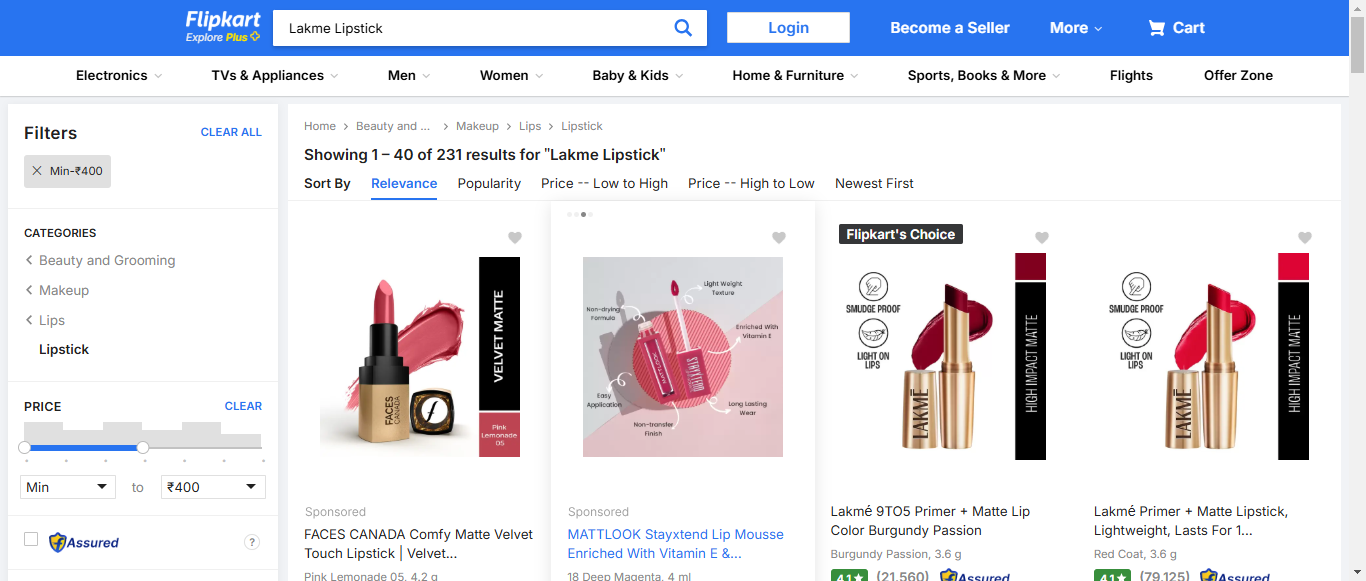 Flipkart
Explore Plus
Lakme Lipstick
Login
Become a Seller
More
Cart
Electronics
TVs & Appliances
Men
Women
Baby & Kids
Home & Furniture
Sports, Books & More
Flights
Offer Zone
Filters
CLEAR ALL
Min-₹400
CATEGORIES
Beauty and Grooming
Makeup
Lips
Lipstick
PRICE
CLEAR
Min
to
₹400
Assured
?
Home
Beauty and ...
Makeup
Lips
Lipstick
Showing 1 – 40 of 231 results for "Lakme Lipstick"
Sort By
Relevance
Popularity
Price -- Low to High
Price -- High to Low
Newest First
FACES
CANADA
VELVET MATTE
Pink
Lemonade
05
Sponsored
FACES CANADA Comfy Matte Velvet
Touch Lipstick | Velvet...
Pink Lemonade 05, 4.2 g
Light Weight
Texture
Non-drying
Formula
Enriched With
Vitamin E
MATTLOOK
STAYXTEND
Easy
Application
Long Lasting
Wear
Non-transfer
Finish
Sponsored
MATTLOOK Stayxtend Lip Mousse
Enriched With Vitamin E &...
18 Deep Magenta, 4 ml
Flipkart's Choice
SMUDGE PROOF
LIGHT ON
LIPS
LAKMĒ
HIGH IMPACT MATTE
Lakmé 9TO5 Primer + Matte Lip
Color Burgundy Passion
Burgundy Passion, 3.6 g
4.1★
(21,560)
Assured
SMUDGE PROOF
LIGHT ON
LIPS
LAKMĒ
HIGH IMPACT MATTE
Lakmé Primer + Matte Lipstick,
Lightweight, Lasts For 1...
Red Coat, 3.6 g
4.1★
(79,125)
Assured